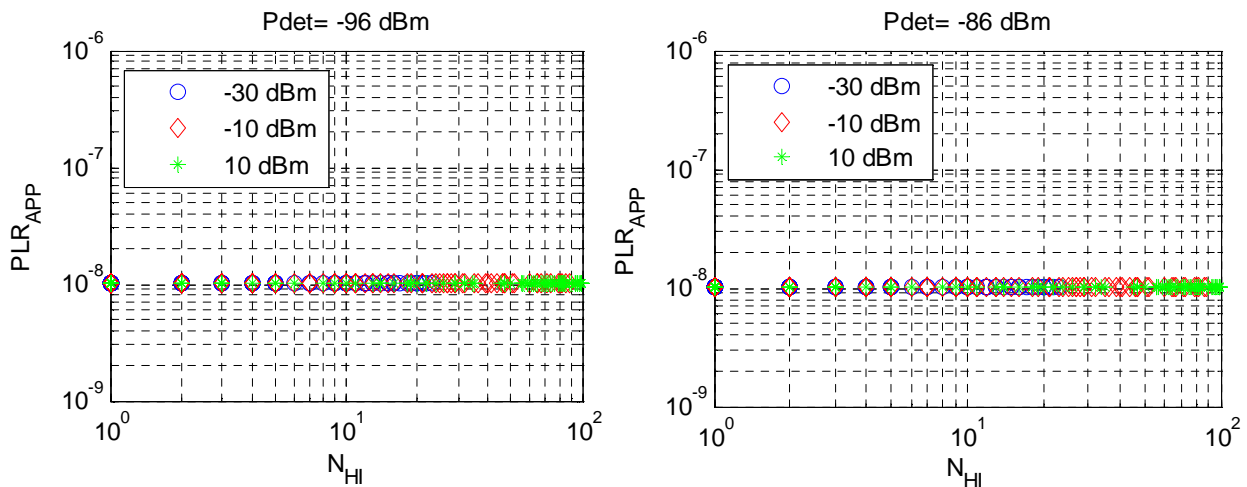 Pdet= -96 dBm
10^-6
10^-7
10^-8
10^-9
PLR_APP
-30 dBm
-10 dBm
10 dBm
10^0
10^1
10^2
N_HI
Pdet= -86 dBm
10^-6
10^-7
10^-8
10^-9
PLR_APP
-30 dBm
-10 dBm
10 dBm
10^0
10^1
10^2
N_HI